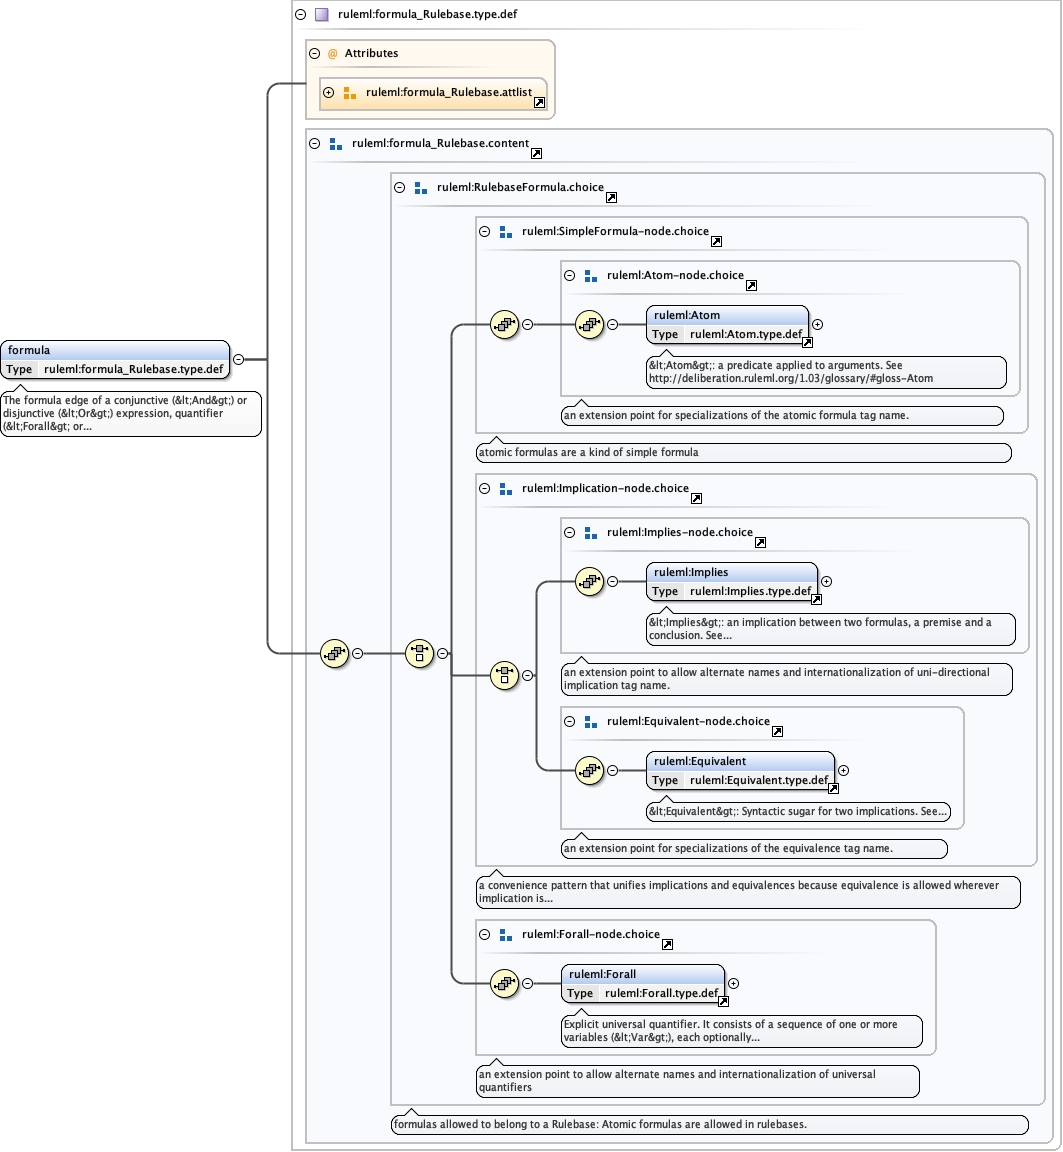 ruleml:formula_Rulebase.type.def
@ Attributes
ruleml:formula_Rulebase.attlist
ruleml:formula_Rulebase.content
ruleml:RulebaseFormula.choice
ruleml:SimpleFormula-node.choice
ruleml:Atom-node.choice
ruleml:Atom
Type ruleml:Atom.type.def
&lt;Atom&gt;: a predicate applied to arguments. See
http://deliberation.ruleml.org/1.03/glossary/#gloss-Atom
an extension point for specializations of the atomic formula tag name.
atomic formulas are a kind of simple formula
formula
Type ruleml:formula_Rulebase.type.def
The formula edge of a conjunctive (&lt;And&gt;) or
disjunctive (&lt;Or&gt;) expression, quantifier
(&lt;Forall&gt; or...
ruleml:Implication-node.choice
ruleml:Implies-node.choice
ruleml:Implies
Type ruleml:Implies.type.def
&lt;Implies&gt;: an implication between two formulas, a premise and a
conclusion. See...
an extension point to allow alternate names and internationalization of uni-directional
implication tag name.
ruleml:Equivalent-node.choice
ruleml:Equivalent
Type ruleml:Equivalent.type.def
&lt;Equivalent&gt;: Syntactic sugar for two implications. See...
an extension point for specializations of the equivalence tag name.
a convenience pattern that unifies implications and equivalences because equivalence is allowed wherever
implication is...
ruleml:Forall-node.choice
ruleml:Forall
Type ruleml:Forall.type.def
Explicit universal quantifier. It consists of a sequence of one or more
variables (&lt;Var&gt;), each optionally...
an extension point to allow alternate names and internationalization of universal
quantifiers
formulas allowed to belong to a Rulebase: Atomic formulas are allowed in rulebases.